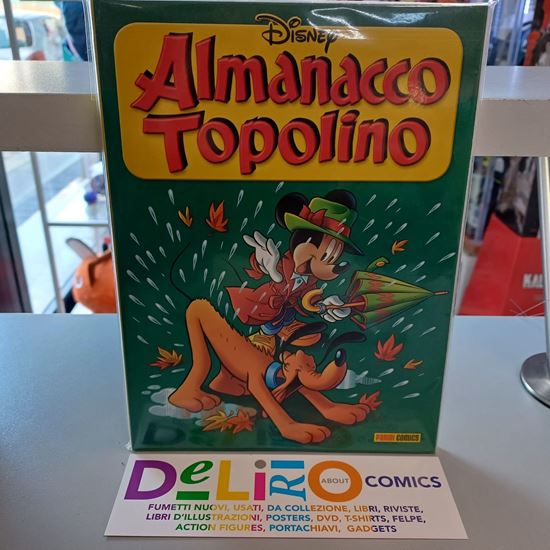 Disney
Almanacco
Topolino
PANINI COMICS
DeLiRiO ABOUT COMICS
FUMETTI NUOVI, USATI, DA COLLEZIONE, LIBRI, RIVISTE,
LIBRI D'ILLUSTRAZIONI, POSTERS, DVD, T-SHIRTS, FELPE,
ACTION FIGURES, PORTACHIAVI, GADGETS